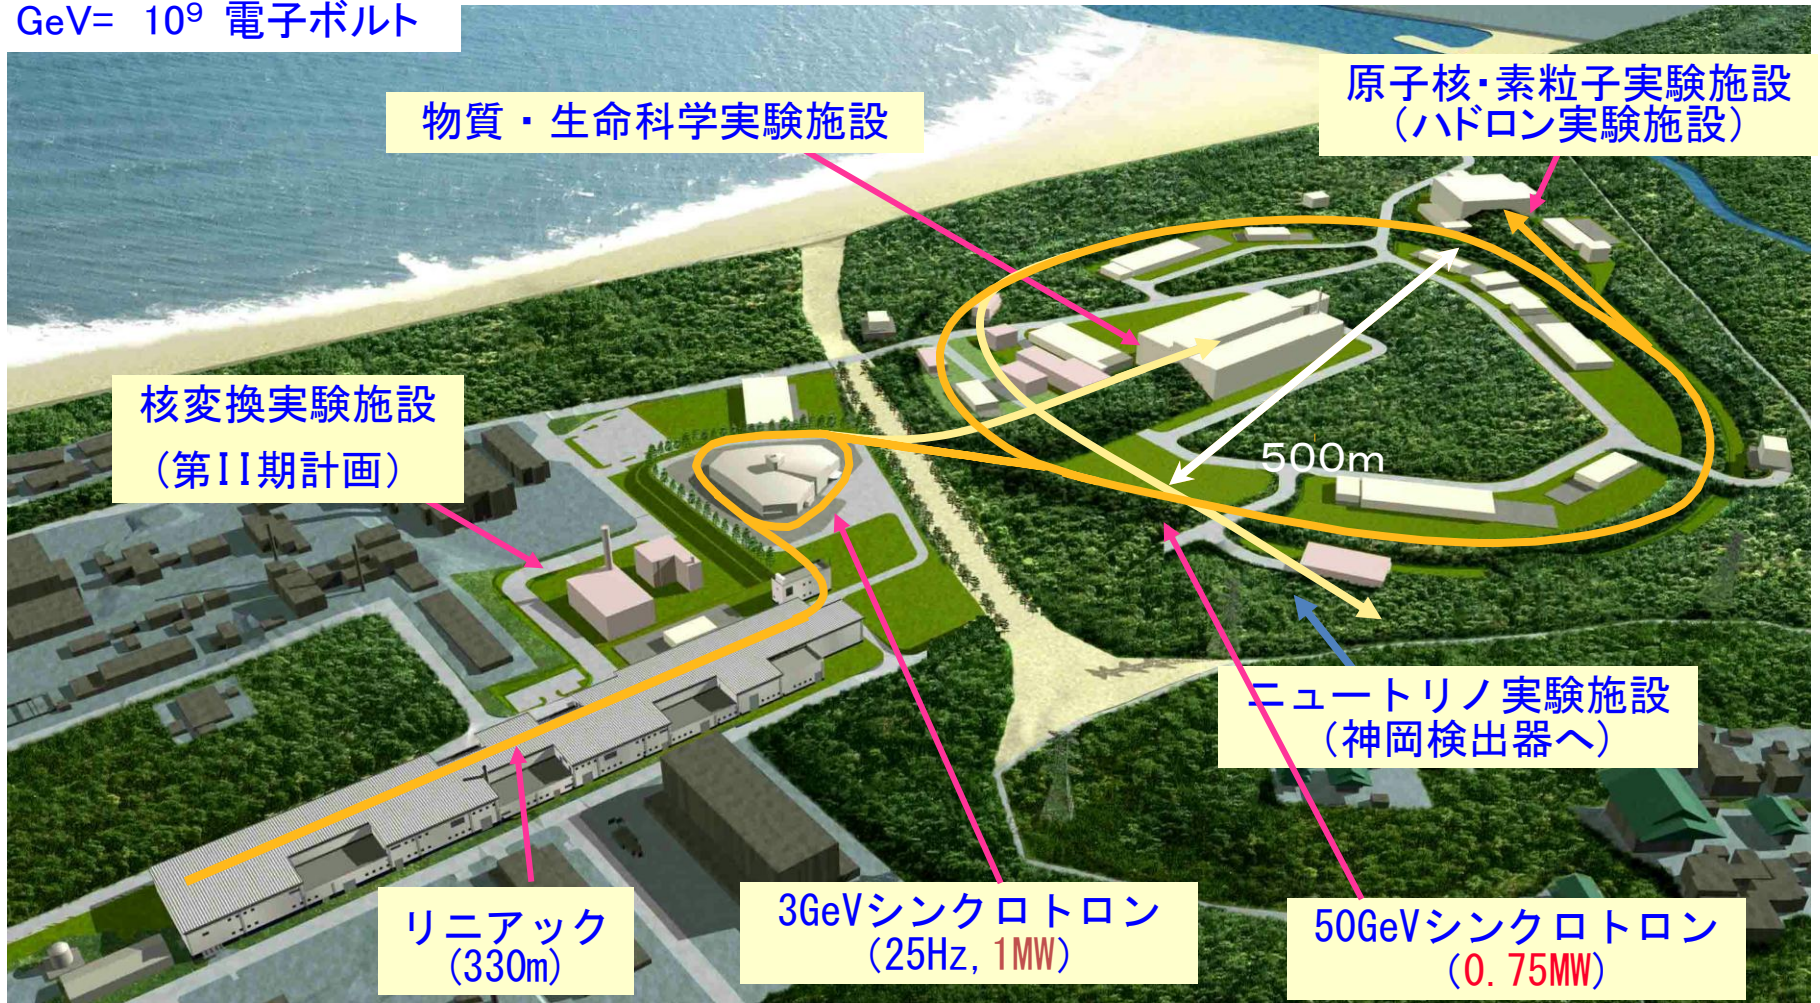 GeV= 10⁹ 電子ボルト
原子核・素粒子実験施設
(ハドロン実験施設)
物質・生命科学実験施設
核変換実験施設
(第II期計画)
500m
ニュートリノ実験施設
(神岡検出器へ)
リニアック
(330m)
3GeVシンクロトロン
(25Hz, 1MW)
50GeVシンクロトロン
(0.75MW)